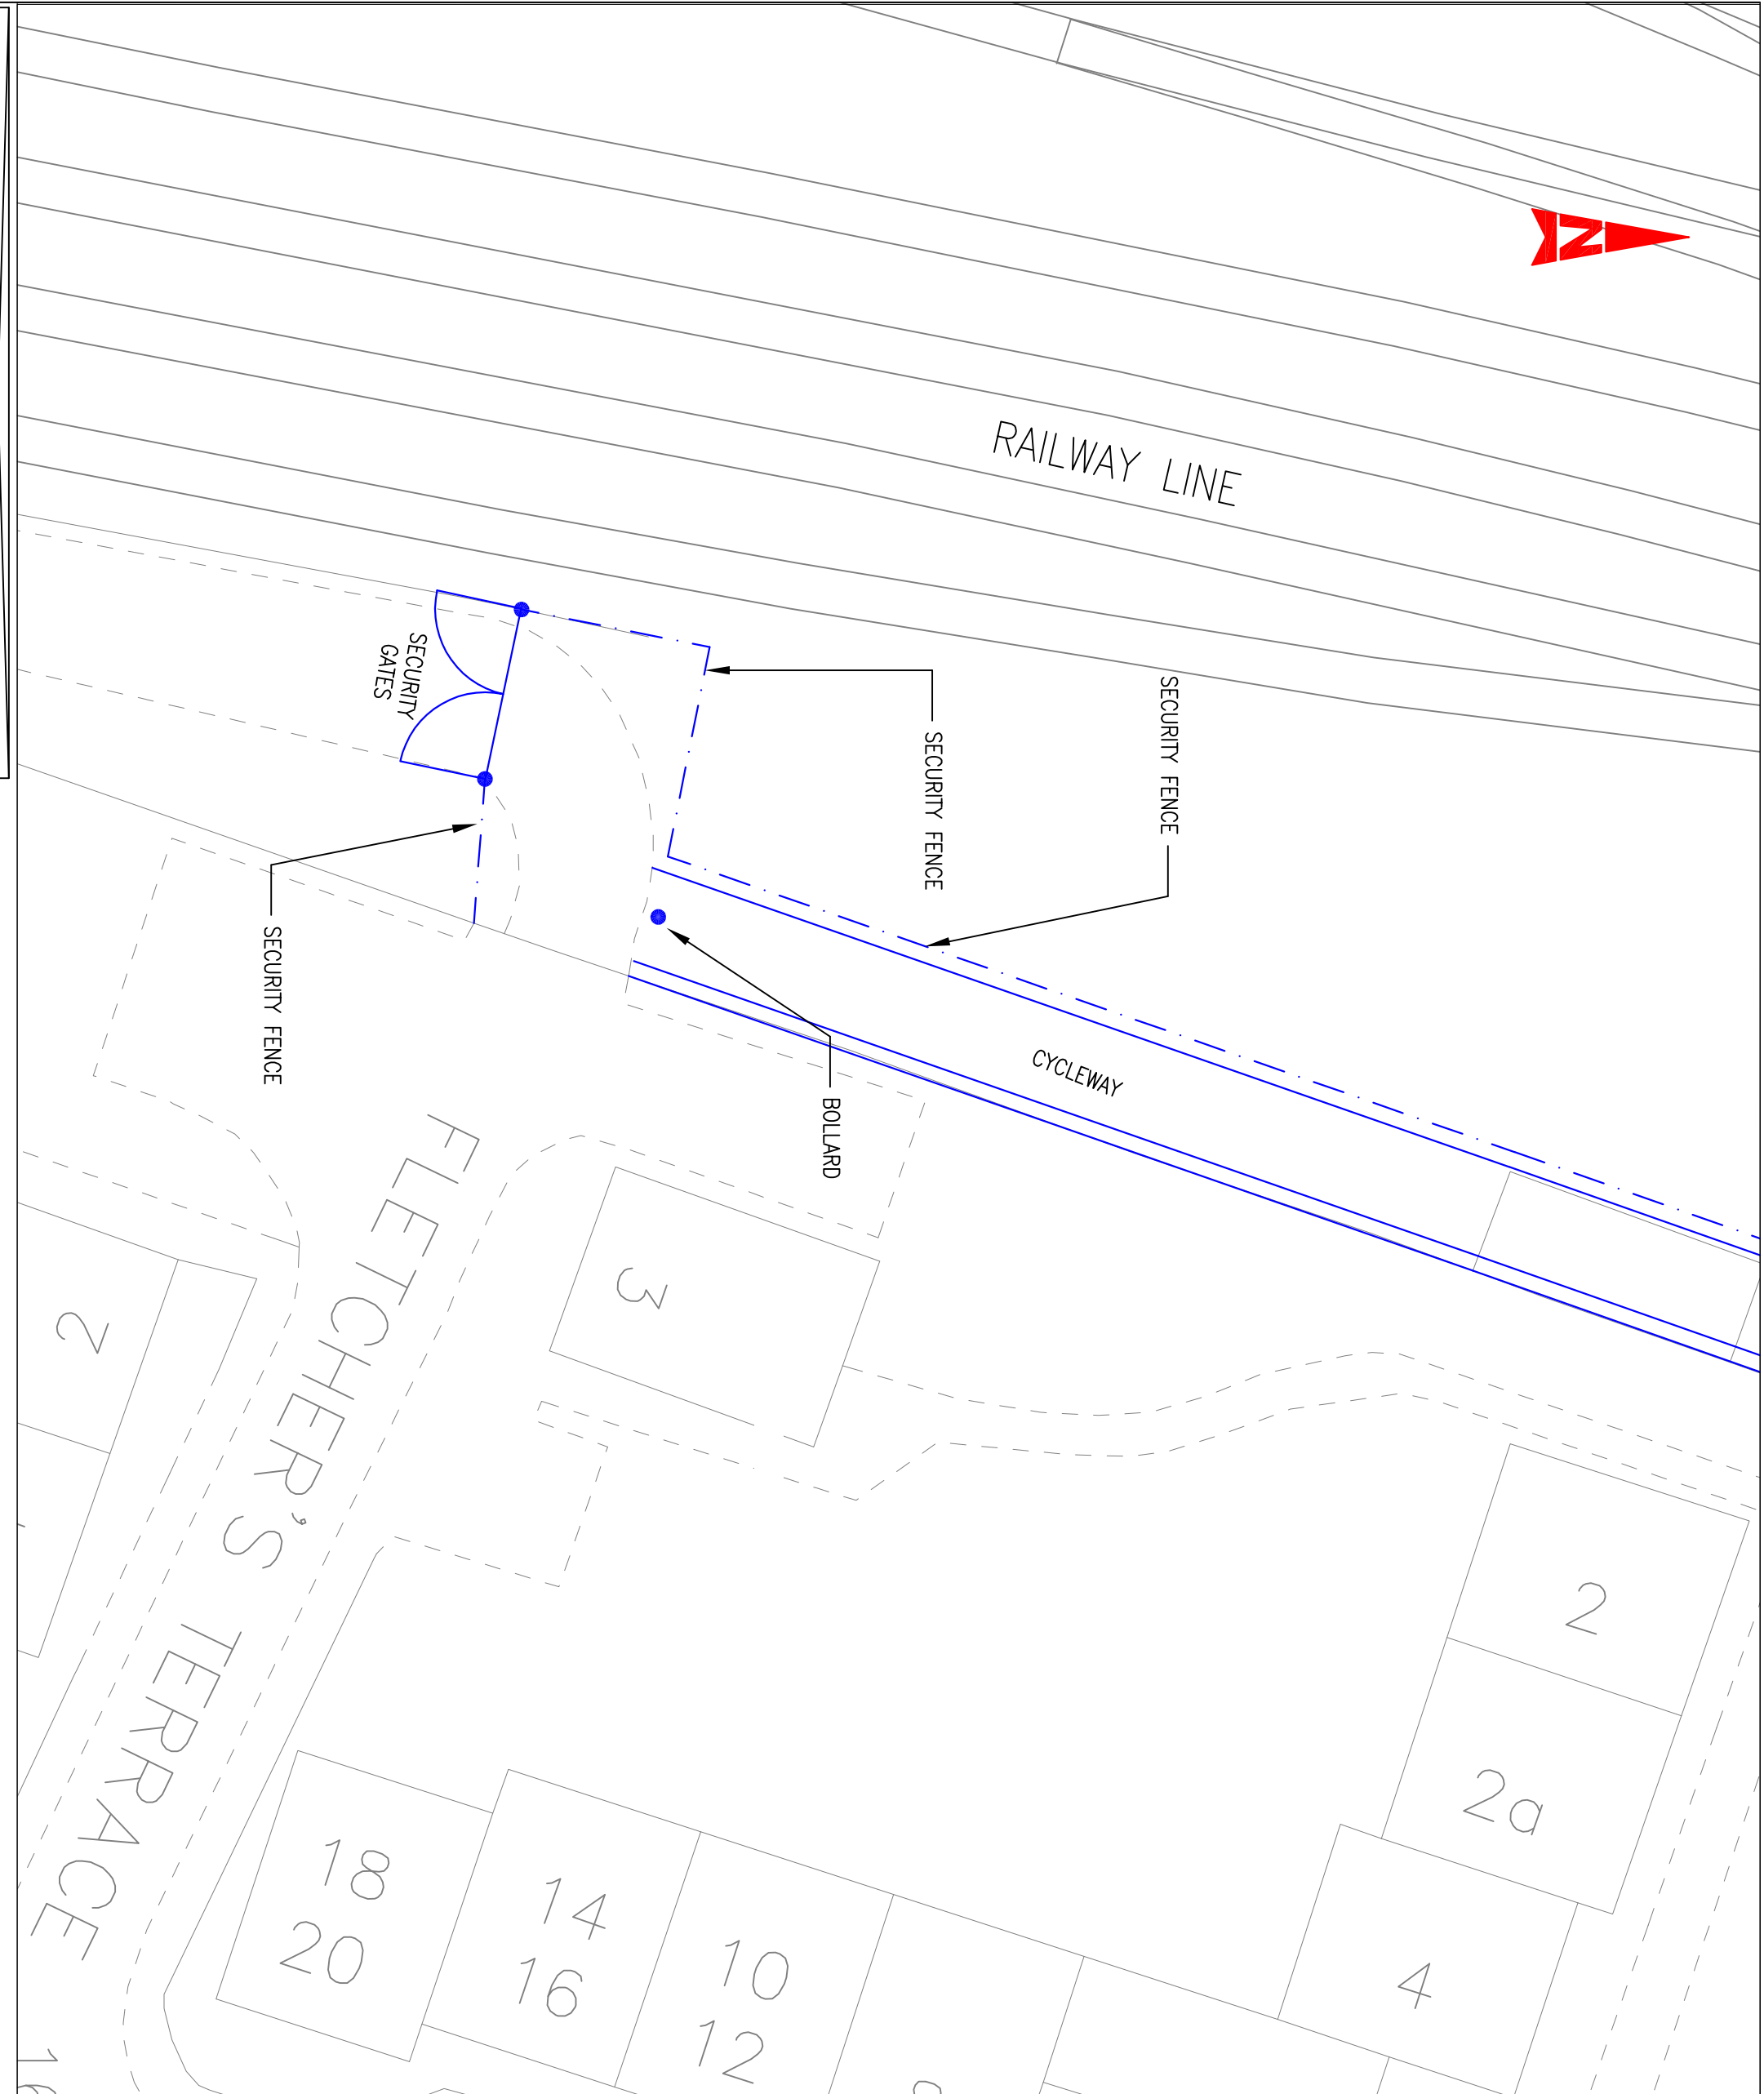 N
RAILWAY LINE
SECURITY
GATES
SECURITY FENCE
SECURITY FENCE
SECURITY FENCE
CYCLEWAY
BOLLARD
FLETCHER'S TERRACE
3
2
2
2a
4
18
20
14
16
10
12